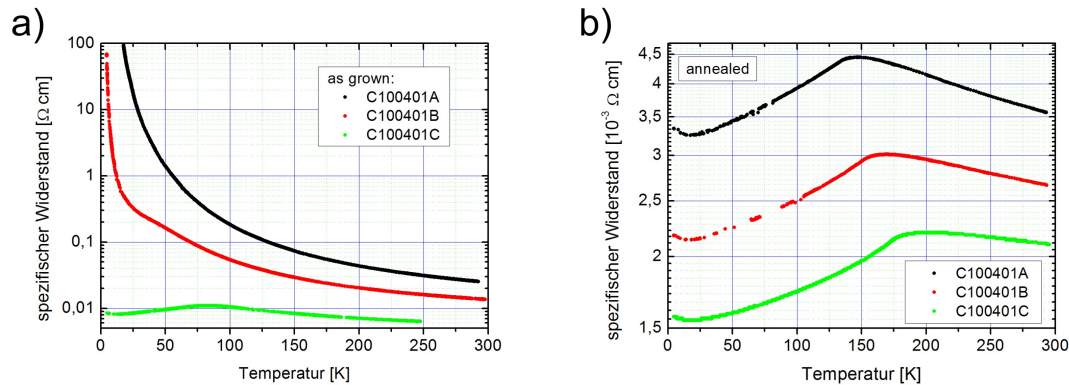 a)
spezifischer Widerstand [Ω cm]
100
10
1
0,1
0,01
as grown:
C100401A
C100401B
C100401C
0 50 100 150 200 250 300
Temperatur [K]
b)
spezifischer Widerstand [10⁻³ Ω cm]
4,5
4
3,5
3
2,5
2
1,5
annealed
C100401A
C100401B
C100401C
0 50 100 150 200 250 300
Temperatur [K]